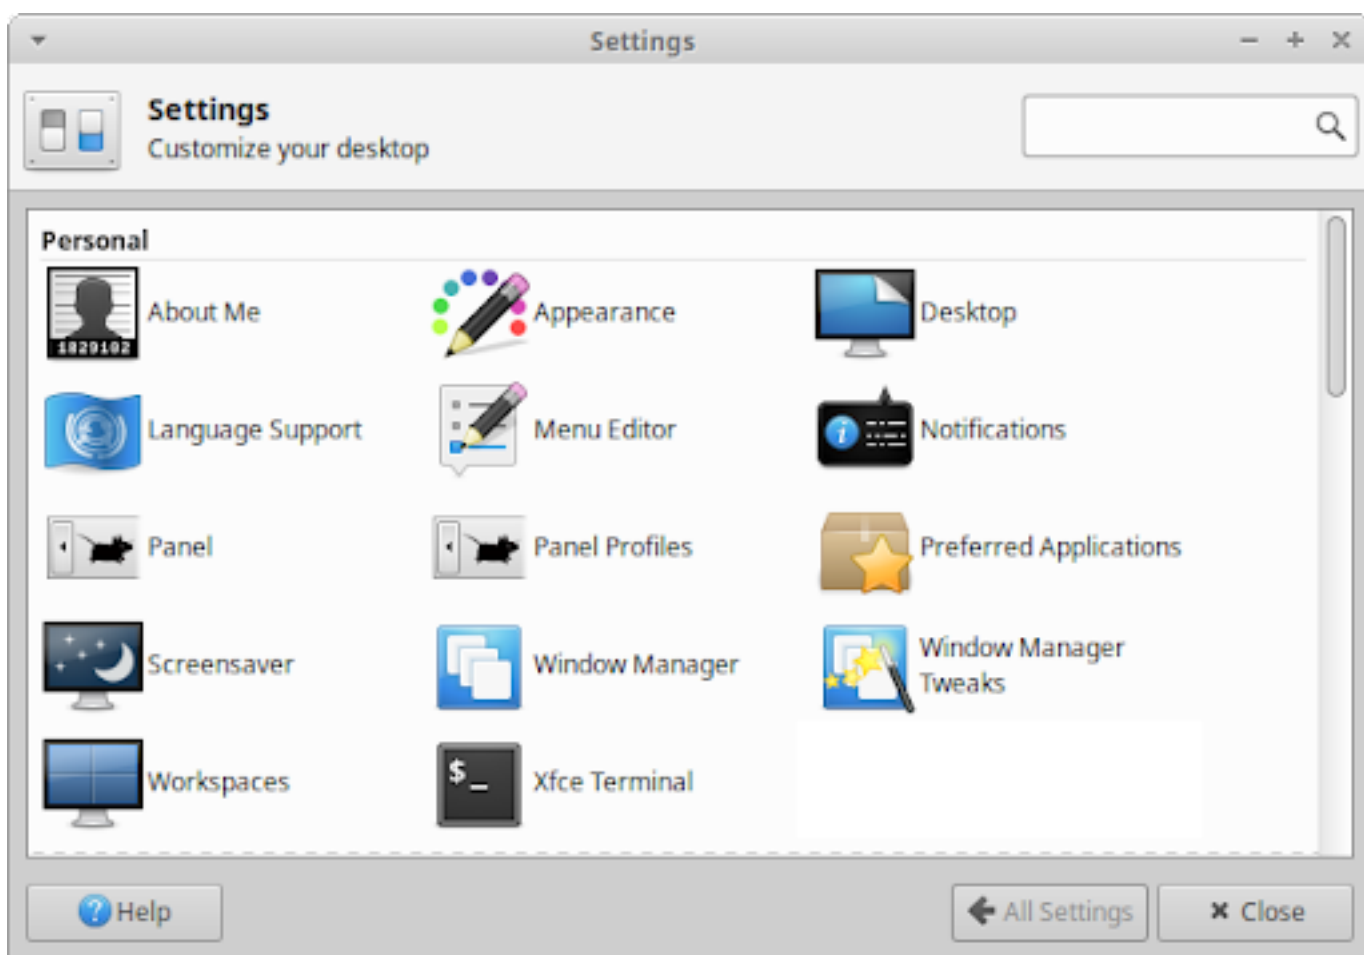 Settings
Settings
Customize your desktop
Personal
1829102
About Me
Appearance
Desktop
Language Support
Menu Editor
Notifications
Panel
Panel Profiles
Preferred Applications
Screensaver
Window Manager
Window Manager
Tweaks
Workspaces
$_
Xfce Terminal
Help
All Settings
Close